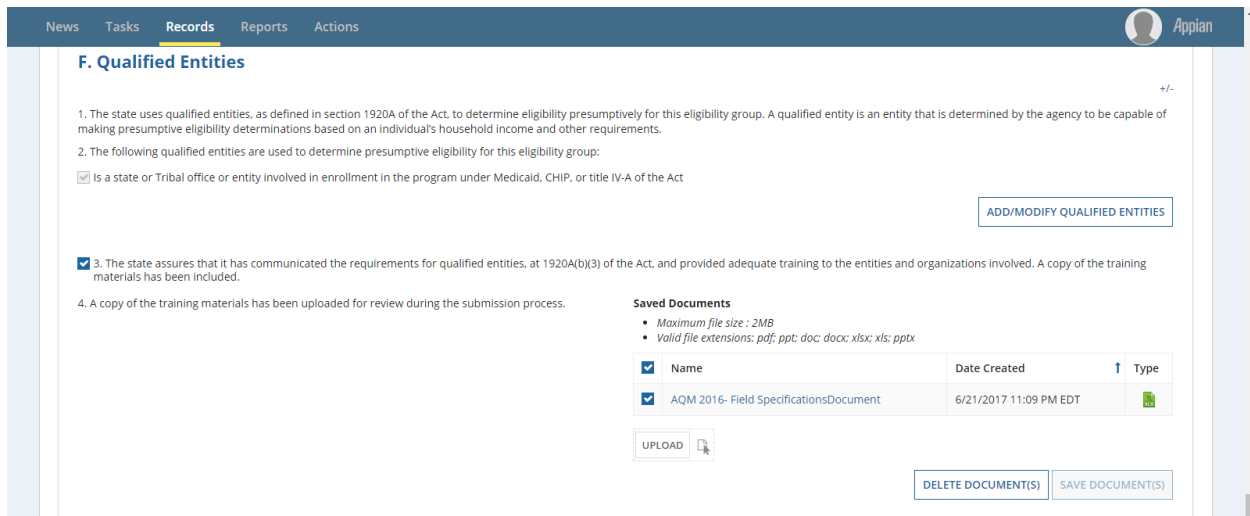 News Tasks Records Reports Actions Appian
F. Qualified Entities
+/-
1. The state uses qualified entities, as defined in section 1920A of the Act, to determine eligibility presumptively for this eligibility group. A qualified entity is an entity that is determined by the agency to be capable of
making presumptive eligibility determinations based on an individual's household income and other requirements.
2. The following qualified entities are used to determine presumptive eligibility for this eligibility group:
Is a state or Tribal office or entity involved in enrollment in the program under Medicaid, CHIP, or title IV-A of the Act
ADD/MODIFY QUALIFIED ENTITIES
3. The state assures that it has communicated the requirements for qualified entities, at 1920A(b)(3) of the Act, and provided adequate training to the entities and organizations involved. A copy of the training
materials has been included.
4. A copy of the training materials has been uploaded for review during the submission process.
Saved Documents
• Maximum file size : 2MB
• Valid file extensions: pdf; ppt; doc; docx; xlsx; xls; pptx
Name Date Created ↑ Type
AQM 2016- Field SpecificationsDocument 6/21/2017 11:09 PM EDT
UPLOAD
DELETE DOCUMENT(S) SAVE DOCUMENT(S)